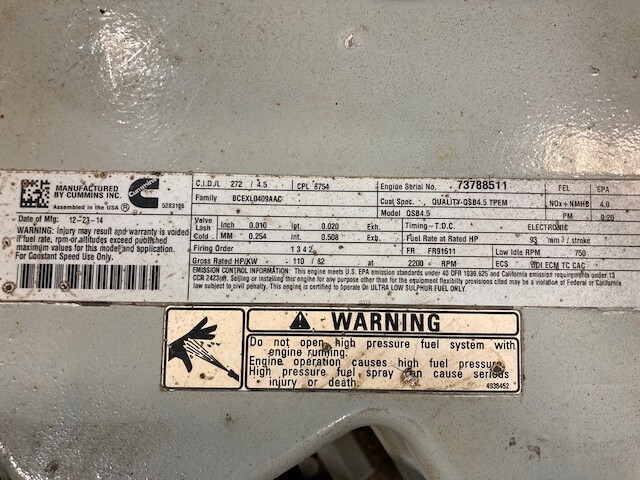 MANUFACTURED
BY CUMMINS INC.
Assembled in the USA ®
Cummins
5283106
Date of Mfg: 12-23-14
WARNING: Injury may result and warranty is voided
if fuel rate, rpm or altitudes exceed published
maximum values for this model and application.
For Constant Speed Use Only.
C.I.D./L 272 / 4.5 CPL 8754 Engine Serial No. 73788511 FEL EPA
Family BCEXL0409AAC Cust Spec. QUALITY-QSB4.5 TPEM NOx+NMHC 4.0
Model QSB4.5 PM 0.20
Valve Lash Inch 0.010 Int. 0.020 Exh. Timing-T.D.C. ELECTRONIC
Cold MM 0.254 Int. 0.508 Exh. Fuel Rate at Rated HP 93 mm3 / stroke
Firing Order 1 3 4 2 FR FR91611 Low Idle RPM 750
Gross Rated HP/KW 110 / 82 at 2200 RPM ECS DDI ECM TC CAC
EMISSION CONTROL INFORMATION: This engine meets U.S. EPA emission standards under 40 CFR 1039.625 and California emission requirements under 13
CCR 2423(d). Selling or installing this engine for any purpose other than for the equipment flexibility provisions cited may be a violation of Federal or California
law subject to civil penalty. This engine is certified to operate on ULTRA LOW SULPHUR FUEL ONLY.
WARNING
Do not open high pressure fuel system with
engine running.
Engine operation causes high fuel pressure.
High pressure fuel spray can cause serious
injury or death.
4938452